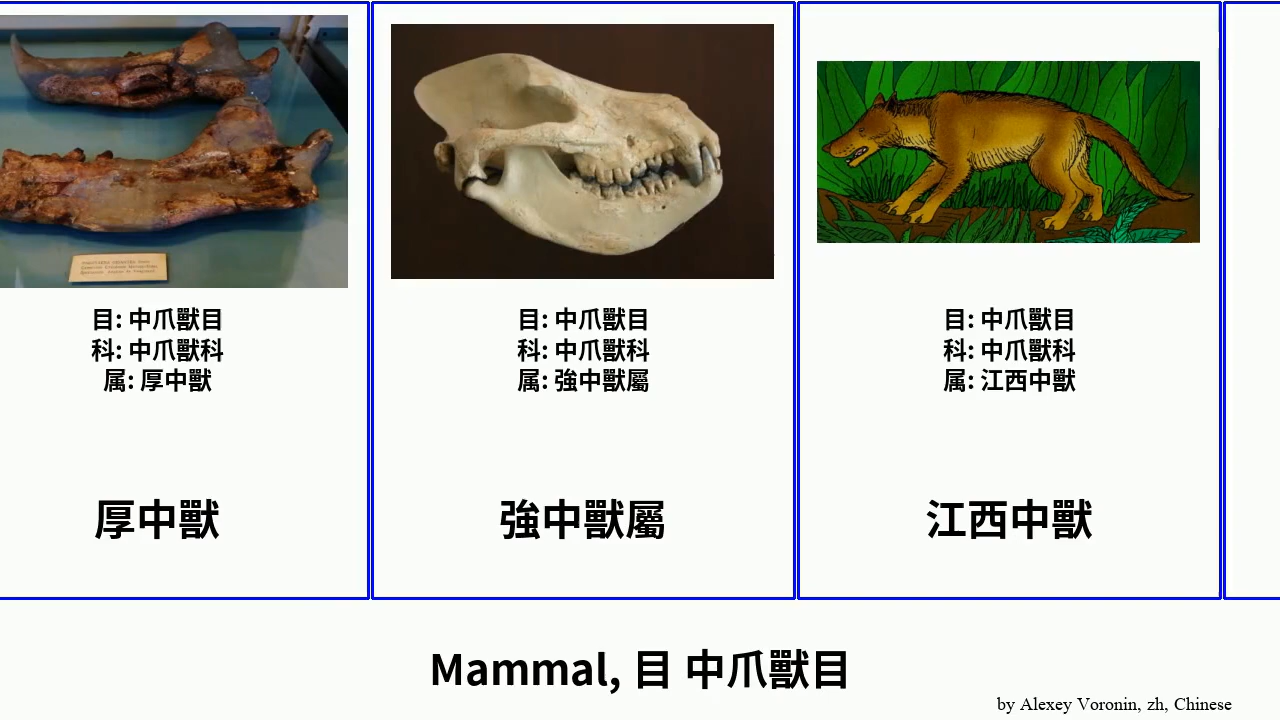 目: 中爪獸目
科: 中爪獸科
属: 厚中獸
厚中獸
目: 中爪獸目
科: 中爪獸科
属: 強中獸屬
強中獸屬
目: 中爪獸目
科: 中爪獸科
属: 江西中獸
江西中獸
Mammal, 目 中爪獸目
by Alexey Voronin, zh, Chinese